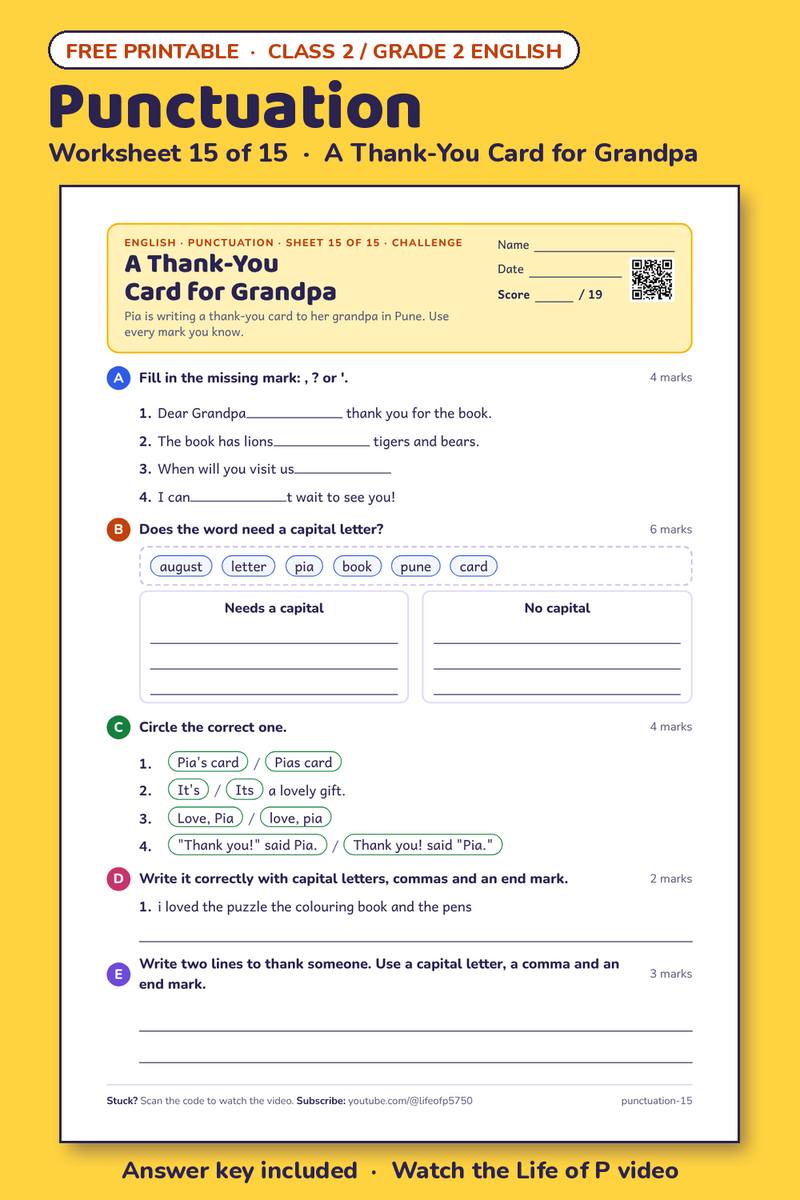 FREE PRINTABLE · CLASS 2 / GRADE 2 ENGLISH
Punctuation
Worksheet 15 of 15 · A Thank-You Card for Grandpa
ENGLISH · PUNCTUATION · SHEET 15 OF 15 · CHALLENGE
A Thank-You
Card for Grandpa
Pia is writing a thank-you card to her grandpa in Pune. Use
every mark you know.
Name
Date
Score / 19
A Fill in the missing mark: , ? or '. 4 marks
1. Dear Grandpa____________ thank you for the book.
2. The book has lions____________ tigers and bears.
3. When will you visit us____________
4. I can____________t wait to see you!
B Does the word need a capital letter? 6 marks
august letter pia book pune card
Needs a capital No capital
C Circle the correct one. 4 marks
1. Pia's card / Pias card
2. It's / Its a lovely gift.
3. Love, Pia / love, pia
4. "Thank you!" said Pia. / Thank you! said "Pia."
D Write it correctly with capital letters, commas and an end mark. 2 marks
1. i loved the puzzle the colouring book and the pens
E Write two lines to thank someone. Use a capital letter, a comma and an
end mark. 3 marks
Stuck? Scan the code to watch the video. Subscribe: youtube.com/@lifeofp5750 punctuation-15
Answer key included · Watch the Life of P video